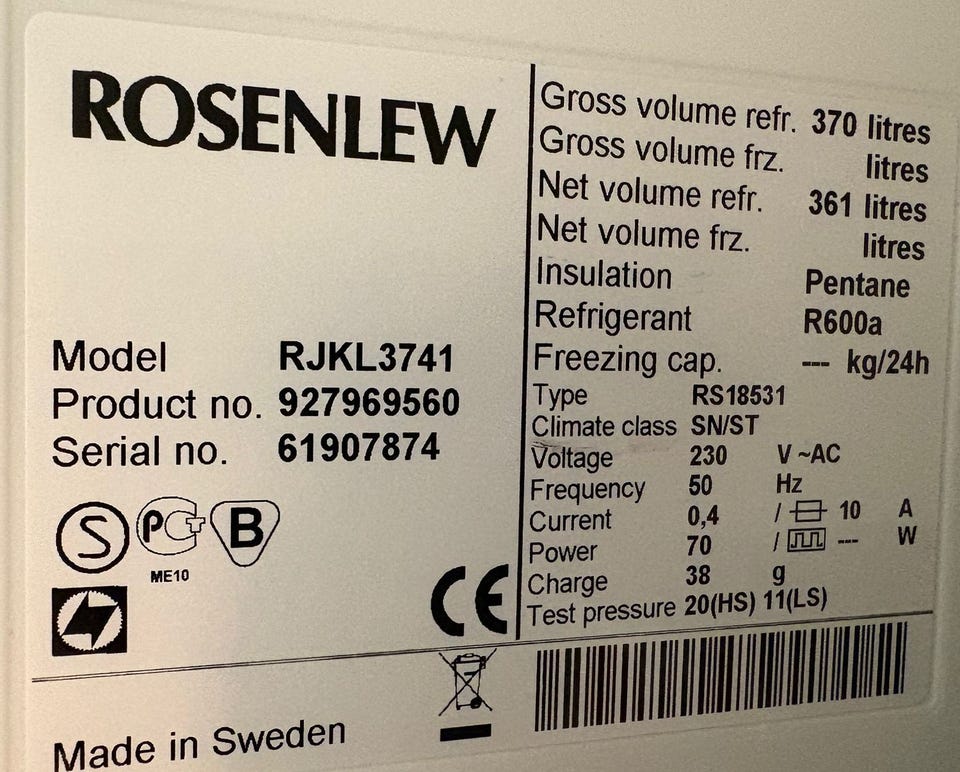 ROSENLEW
Model RJKL3741
Product no. 927969560
Serial no. 61907874
S PCT B
ME10
CE
Made in Sweden
Gross volume refr. 370 litres
Gross volume frz. litres
Net volume refr. 361 litres
Net volume frz. litres
Insulation Pentane
Refrigerant R600a
Freezing cap. --- kg/24h
Type RS18531
Climate class SN/ST
Voltage 230 V ~AC
Frequency 50 Hz
Current 0,4 / 10 A
Power 70 / --- W
Charge 38 g
Test pressure 20(HS) 11(LS)